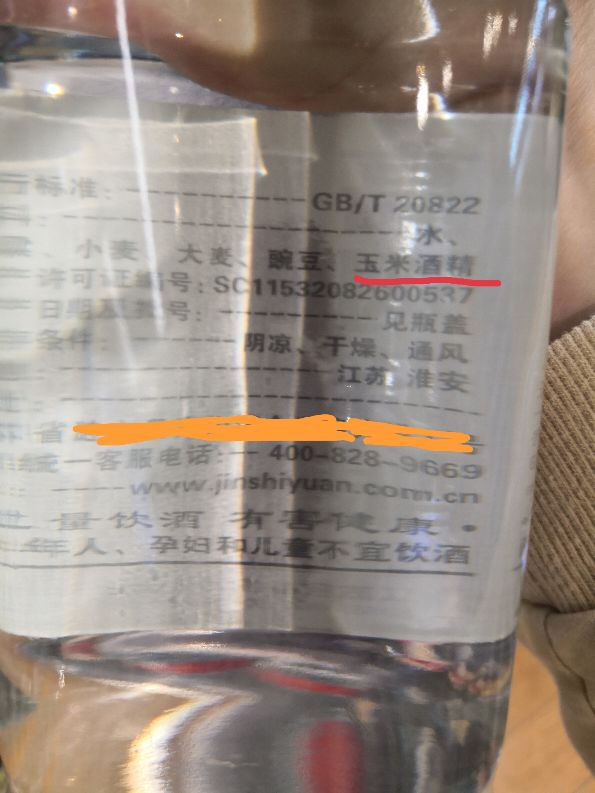 标准：GB/T 20822
水、
、小麦 大麦、豌豆、玉米酒精
许可证编号：SC11532082600537
日期及批号：见瓶盖
条件：阴凉、干燥、通风
江苏 淮安
省
统一客服电话：400-828-9669
www.jinshiyuan.com.cn
过量饮酒 有害健康·
年人、孕妇和儿童不宜饮酒